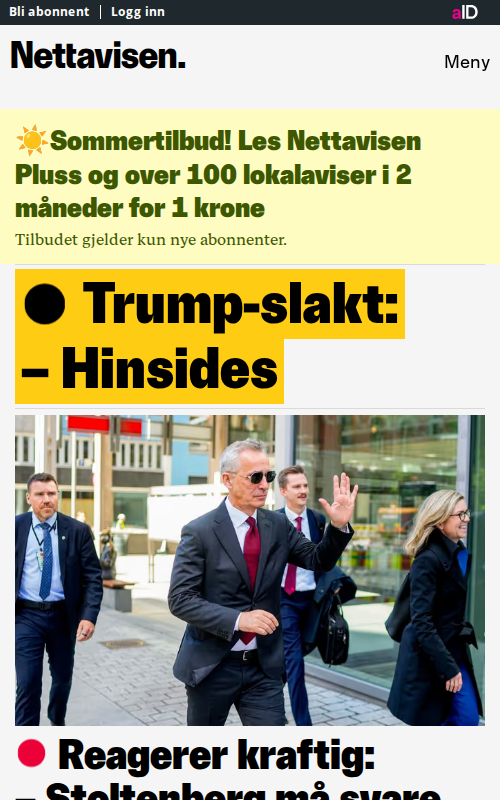 Bli abonnent
Logg inn
aID
Nettavisen.
Meny
Sommertilbud! Les Nettavisen
Pluss og over 100 lokalaviser i 2
måneder for 1 krone
Tilbudet gjelder kun nye abonnenter.
Trump-slakt:
– Hinsides
Reagerer kraftig:
– Stoltenberg må svare